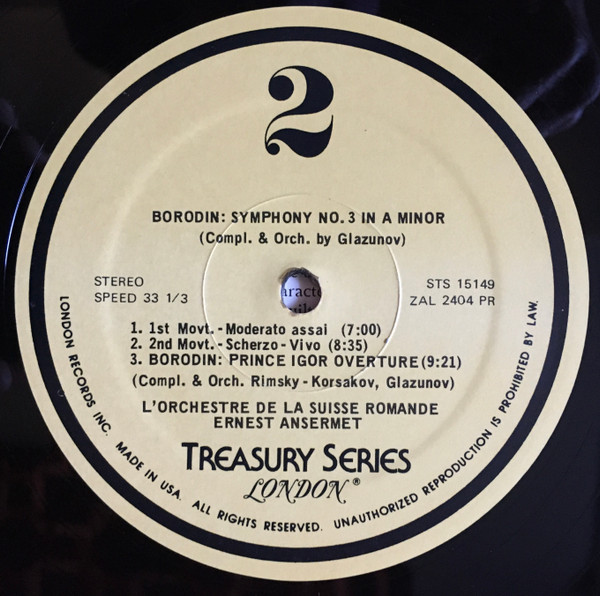 2
BORODIN: SYMPHONY NO. 3 IN A MINOR
(Compl. & Orch. by Glazunov)
STEREO
SPEED 33 1/3
STS 15149
ZAL 2404 PR
1. 1st Movt. - Moderato assai (7:00)
2. 2nd Movt. - Scherzo - Vivo (8:35)
3. BORODIN: PRINCE IGOR OVERTURE (9:21)
(Compl. & Orch. Rimsky - Korsakov, Glazunov)
L'ORCHESTRE DE LA SUISSE ROMANDE
ERNEST ANSERMET
TREASURY SERIES
LONDON ®
LONDON RECORDS INC. MADE IN U.S.A. ALL RIGHTS RESERVED. UNAUTHORIZED REPRODUCTION IS PROHIBITED BY LAW.